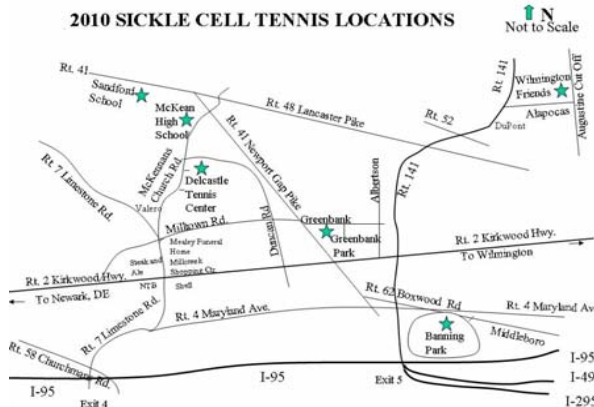 2010 SICKLE CELL TENNIS LOCATIONS
N
Not to Scale
Rt. 41
Sandford
School
McKean
High
School
Rt. 48 Lancaster Pike
Rt. 52
Rt. 141
Wilmington
Friends
Alapocas
Augustine Cut Off
DuPont
Rt. 7 Limestone Rd.
McKennans
Church Rd.
Rt. 41 Newport Gap Pike
Delcastle
Tennis
Center
Valero
Milltown Rd.
Duncan Rd.
Albertson
Rt. 141
Greenbank
Greenbank
Park
Mealey Funeral
Home
Steak and
Ale
Milltown
Shopping Ctr.
NTB
Shell
Rt. 2 Kirkwood Hwy.
To Newark, DE
Rt. 2 Kirkwood Hwy.
To Wilmington
Rt. 62 Boxwood Rd
Rt. 4 Maryland Ave.
Rt. 4 Maryland Ave
Middleboro
Banning
Park
Rt. 7 Limestone Rd.
Rt. 58 Churchmans Rd.
I-95
Exit 4
I-95
Exit 5
I-95
I-49
I-295